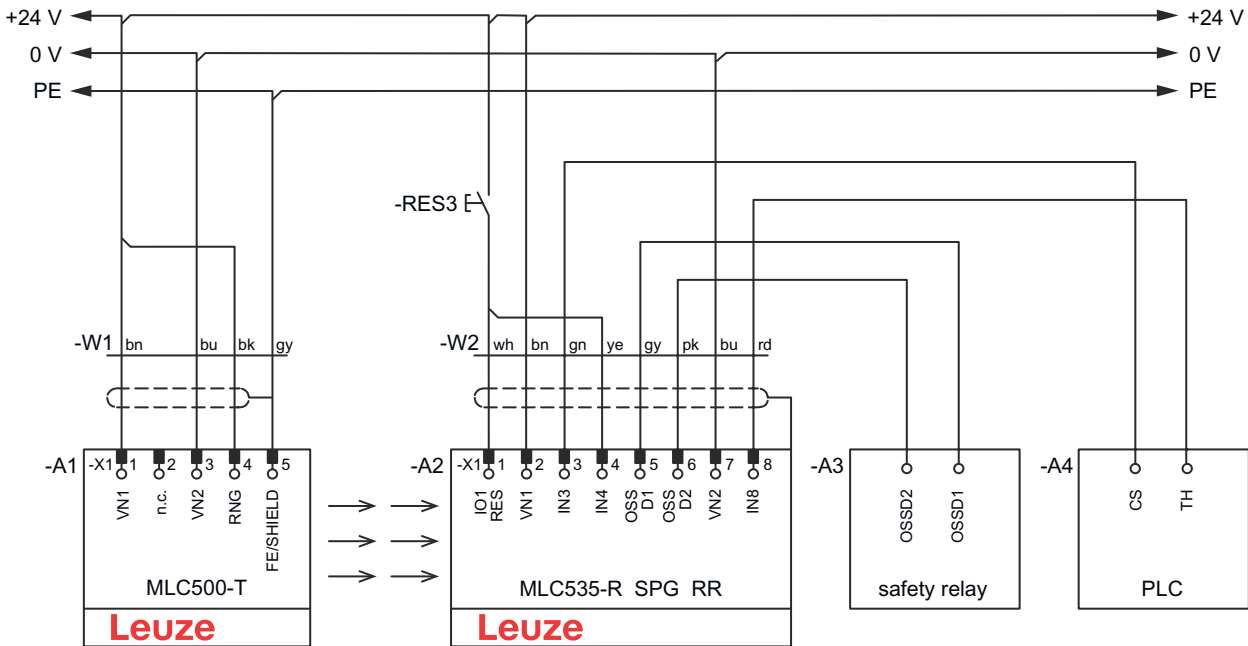 +24 V +24 V
0 V 0 V
PE PE
-RES3
-W1 bn bu bk gy
-W2 wh bn gn ye gy pk bu rd
-A1 -X1 1 2 3 4 5
VN1
n.c.
VN2
RNG
FE/SHIELD
MLC500-T
Leuze
-A2 -X1 1 2 3 4 5 6 7 8
IO1
RES
VN1
IN3
IN4
OSS
D1
OSS
D2
VN2
IN8
MLC535-R SPG RR
Leuze
-A3
OSSD2
OSSD1
safety relay
-A4
CS
TH
PLC